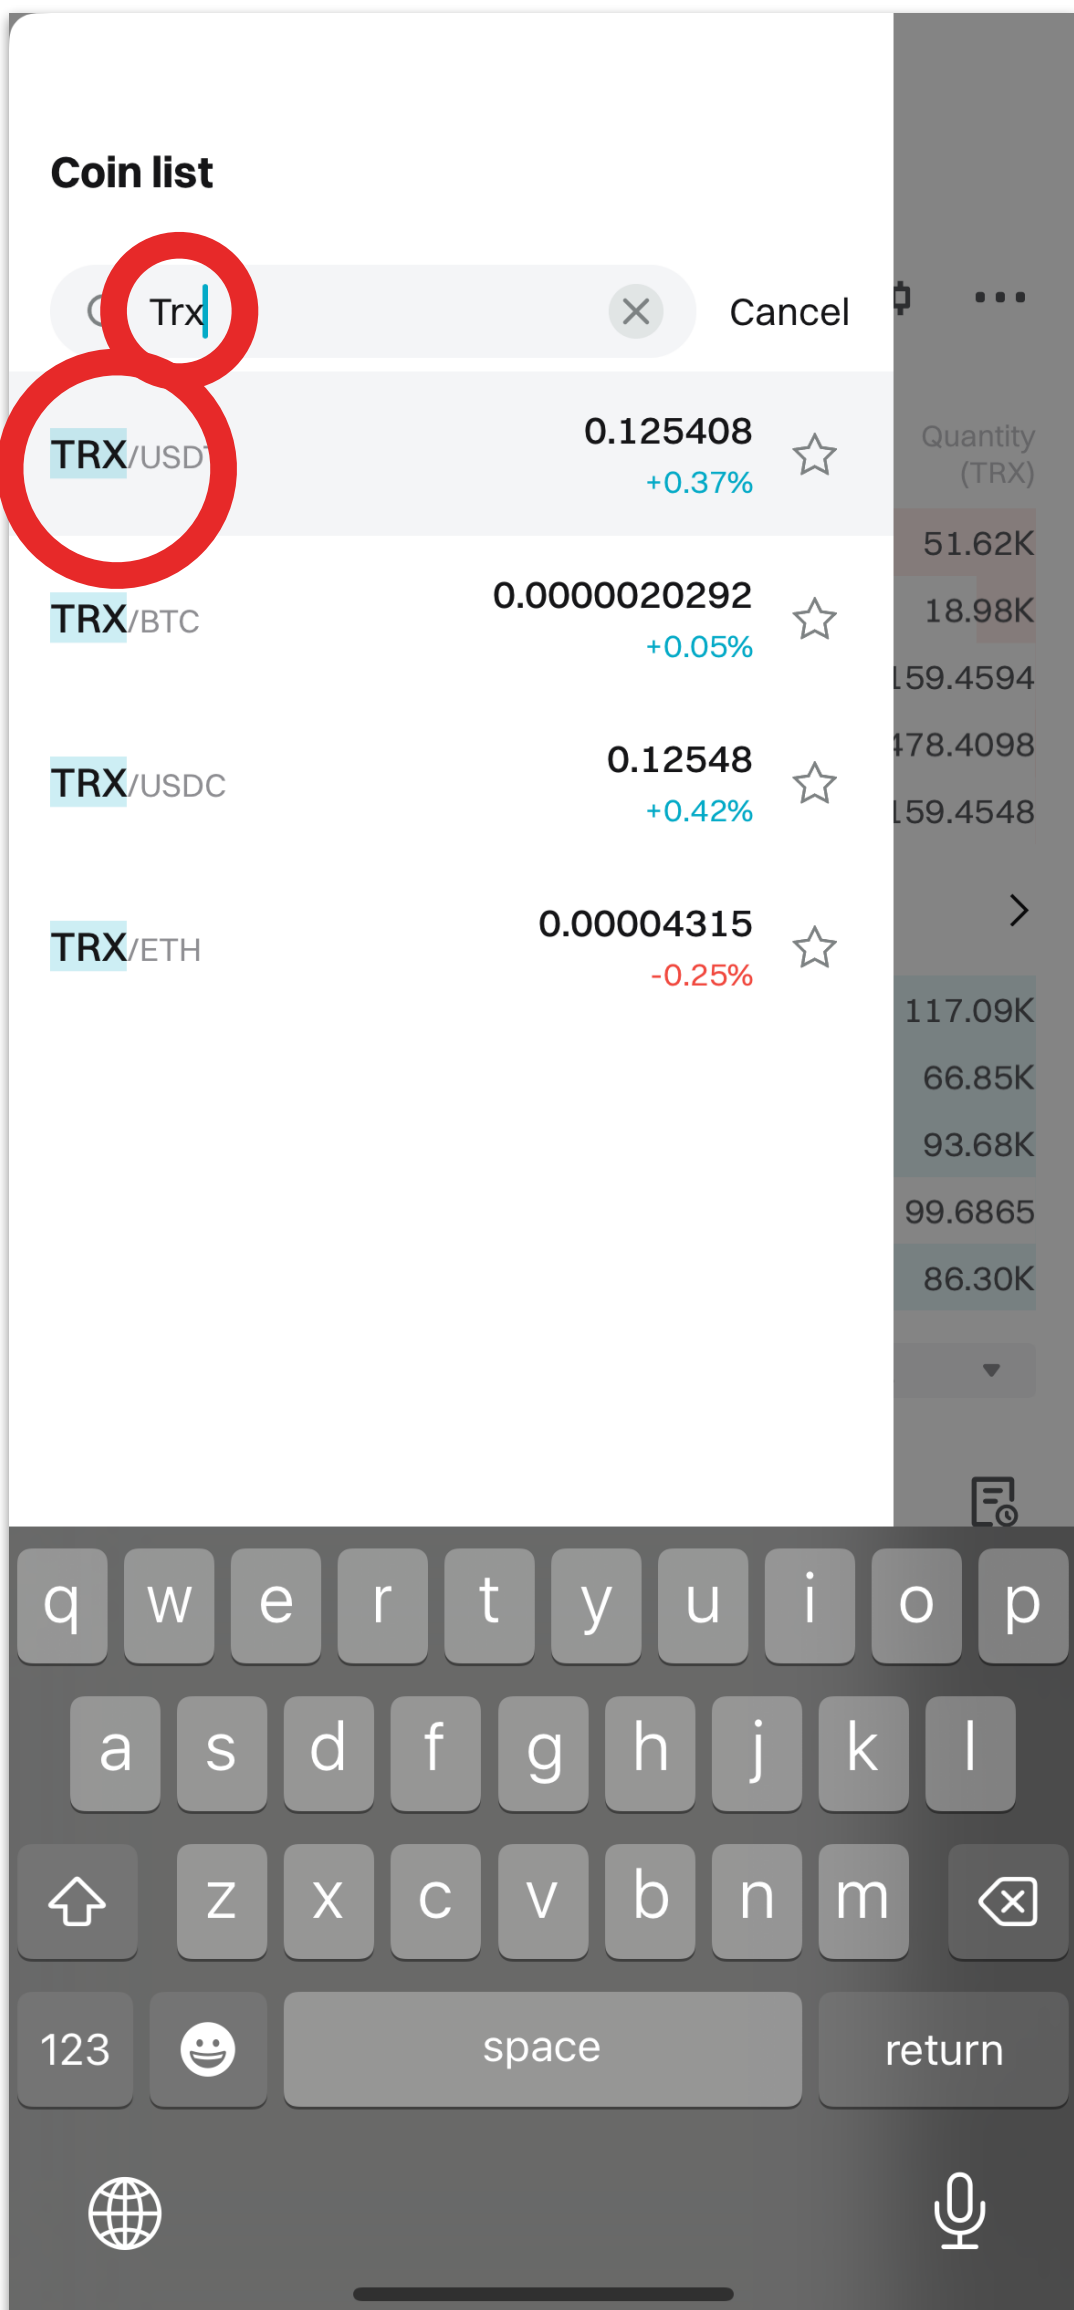 Coin list
Trx
Cancel
TRX/USDT
0.125408
+0.37%
TRX/BTC
0.0000020292
+0.05%
TRX/USDC
0.12548
+0.42%
TRX/ETH
0.00004315
-0.25%
Quantity
(TRX)
51.62K
18.98K
159.4594
478.4098
159.4548
117.09K
66.85K
93.68K
99.6865
86.30K
q w e r t y u i o p
a s d f g h j k l
z x c v b n m
123 space return